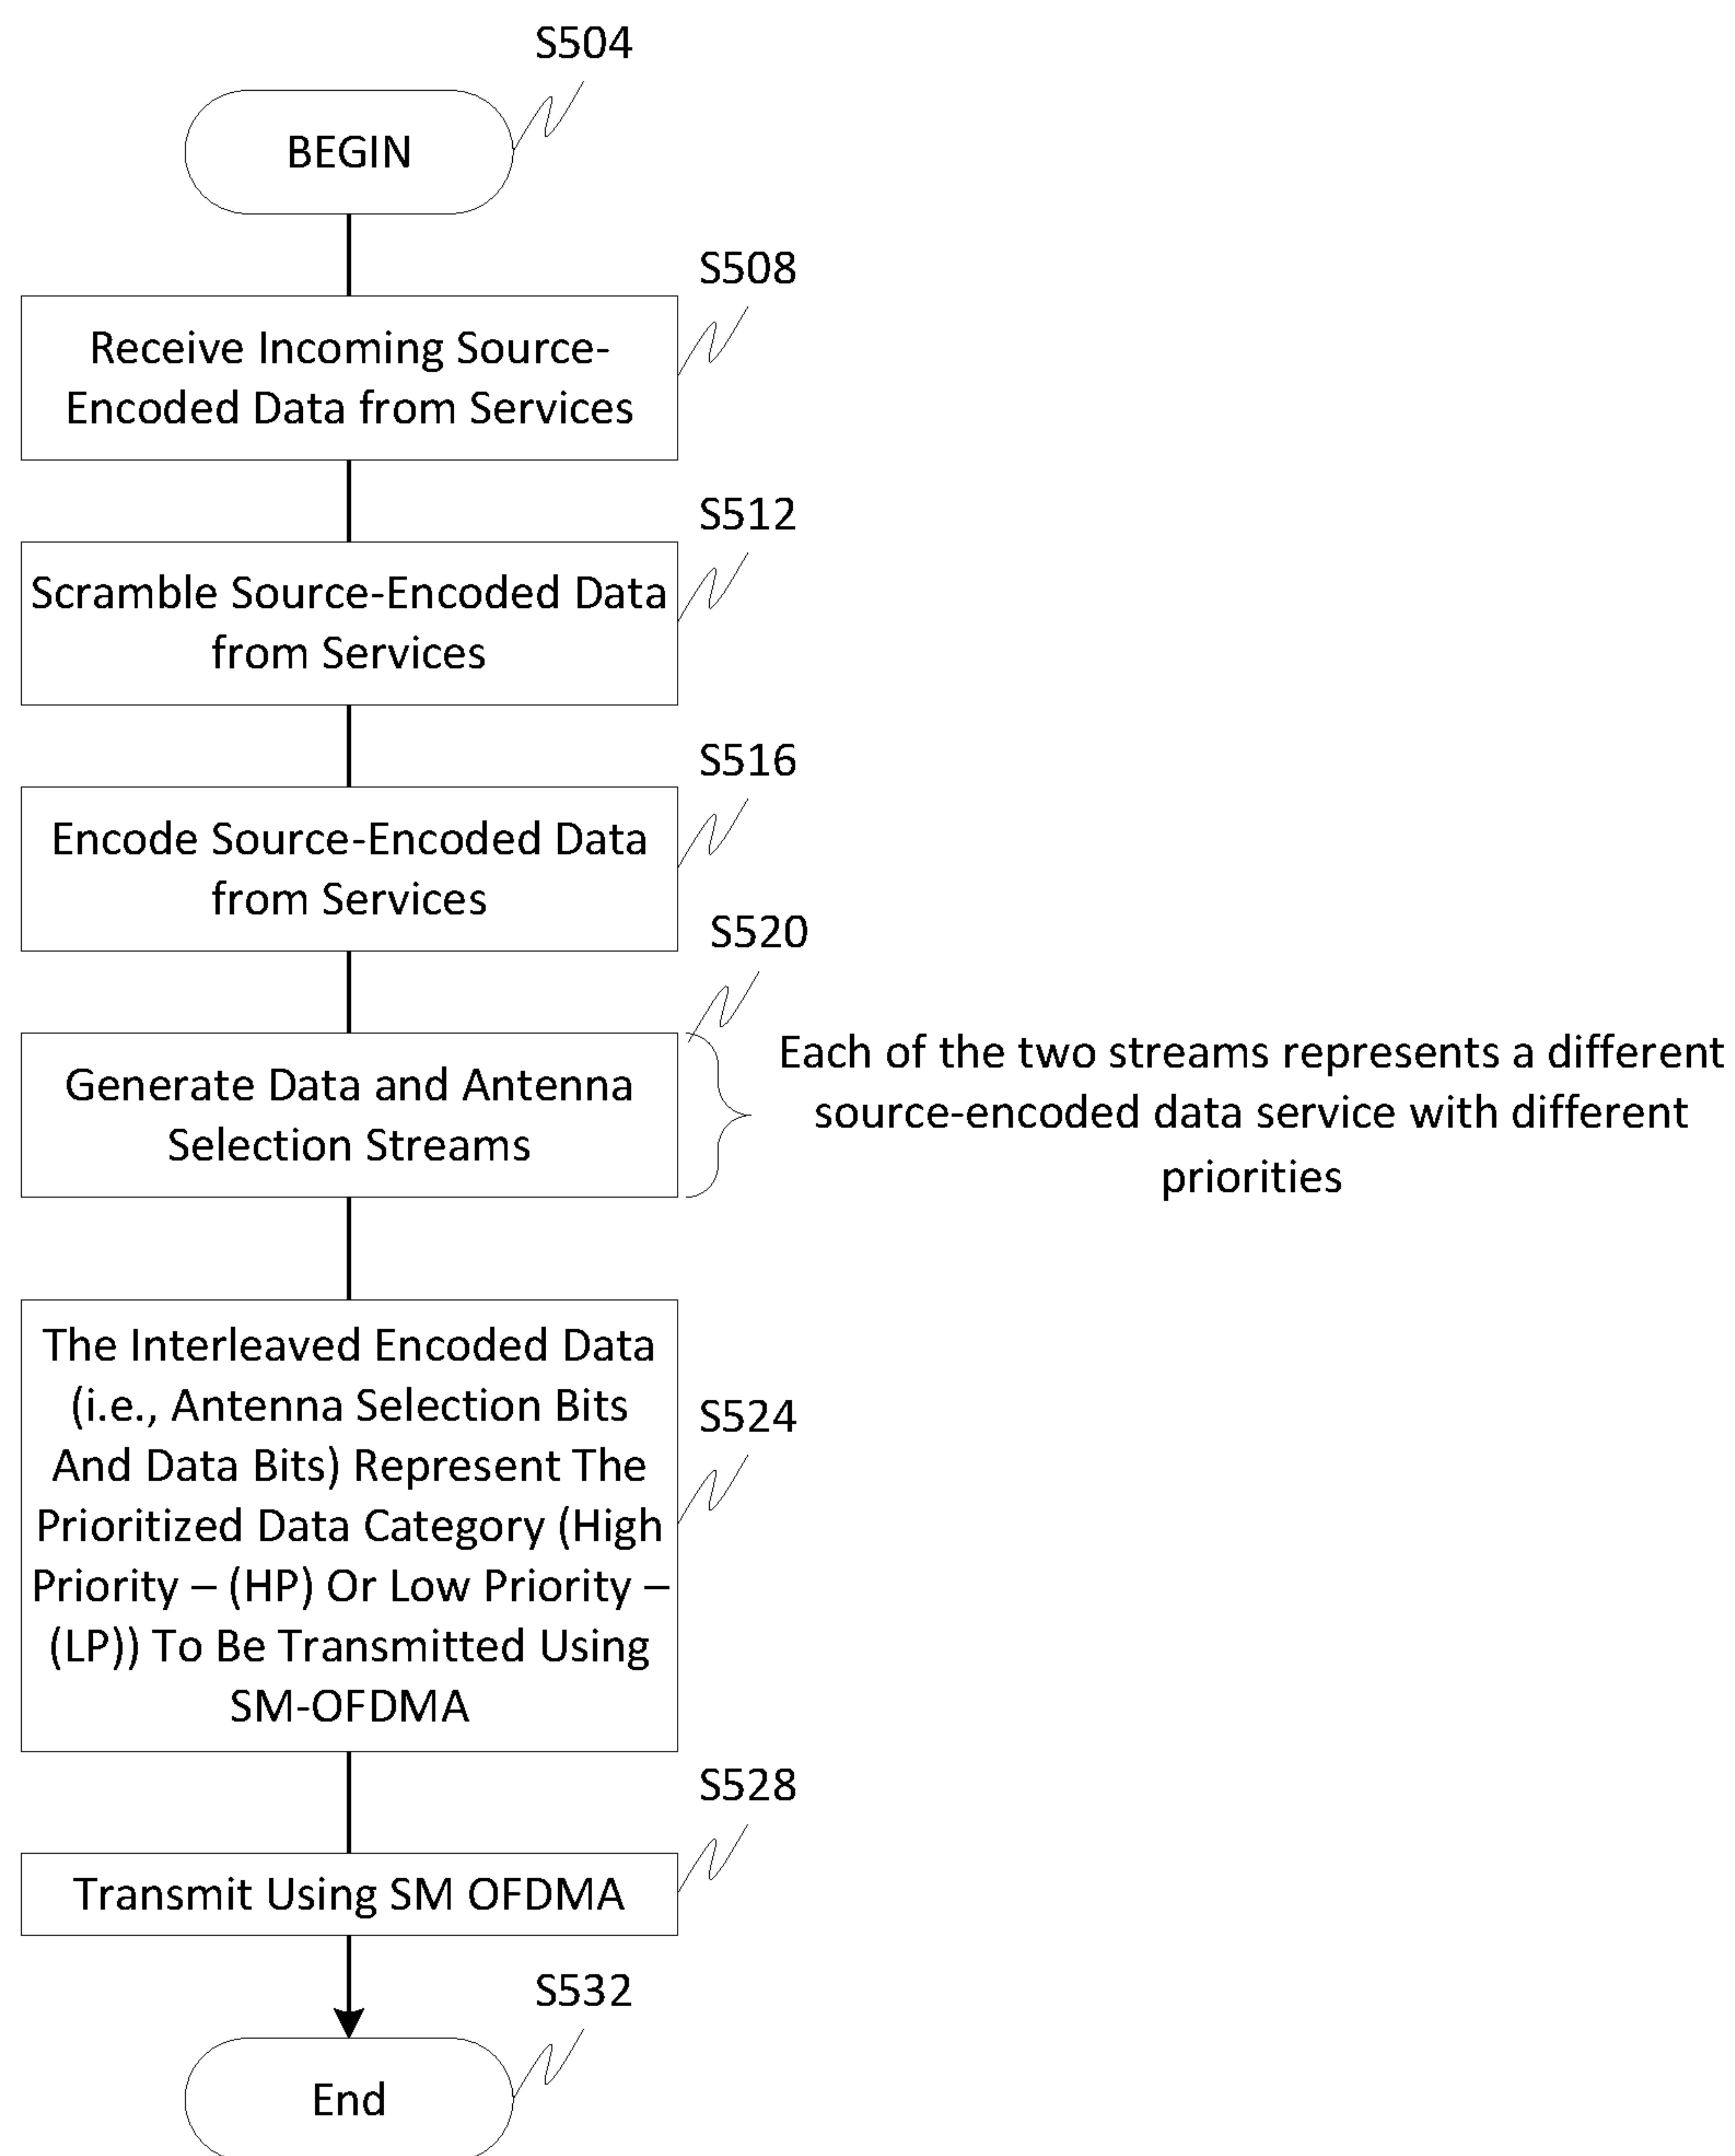 S504
BEGIN
S508
Receive Incoming Source-
Encoded Data from Services
S512
Scramble Source-Encoded Data
from Services
S516
Encode Source-Encoded Data
from Services
S520
Generate Data and Antenna
Selection Streams
Each of the two streams represents a different
source-encoded data service with different
priorities
The Interleaved Encoded Data
(i.e., Antenna Selection Bits
And Data Bits) Represent The
Prioritized Data Category (High
Priority – (HP) Or Low Priority –
(LP)) To Be Transmitted Using
SM-OFDMA
S524
S528
Transmit Using SM OFDMA
S532
End